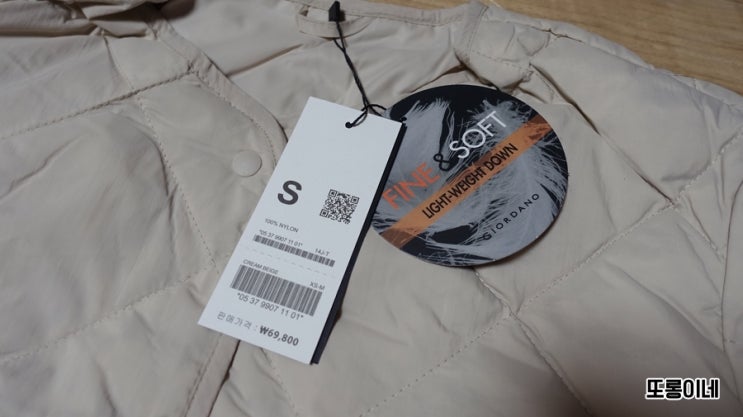 S
100% NYLON
*05 37 9907 11 01*
14J-T
CREAM BEIGE
XS-M
*05 37 9907 11 01*
판매가격 : ₩69,800
FINE & SOFT
LIGHT-WEIGHT DOWN
GIORDANO
또롱이네